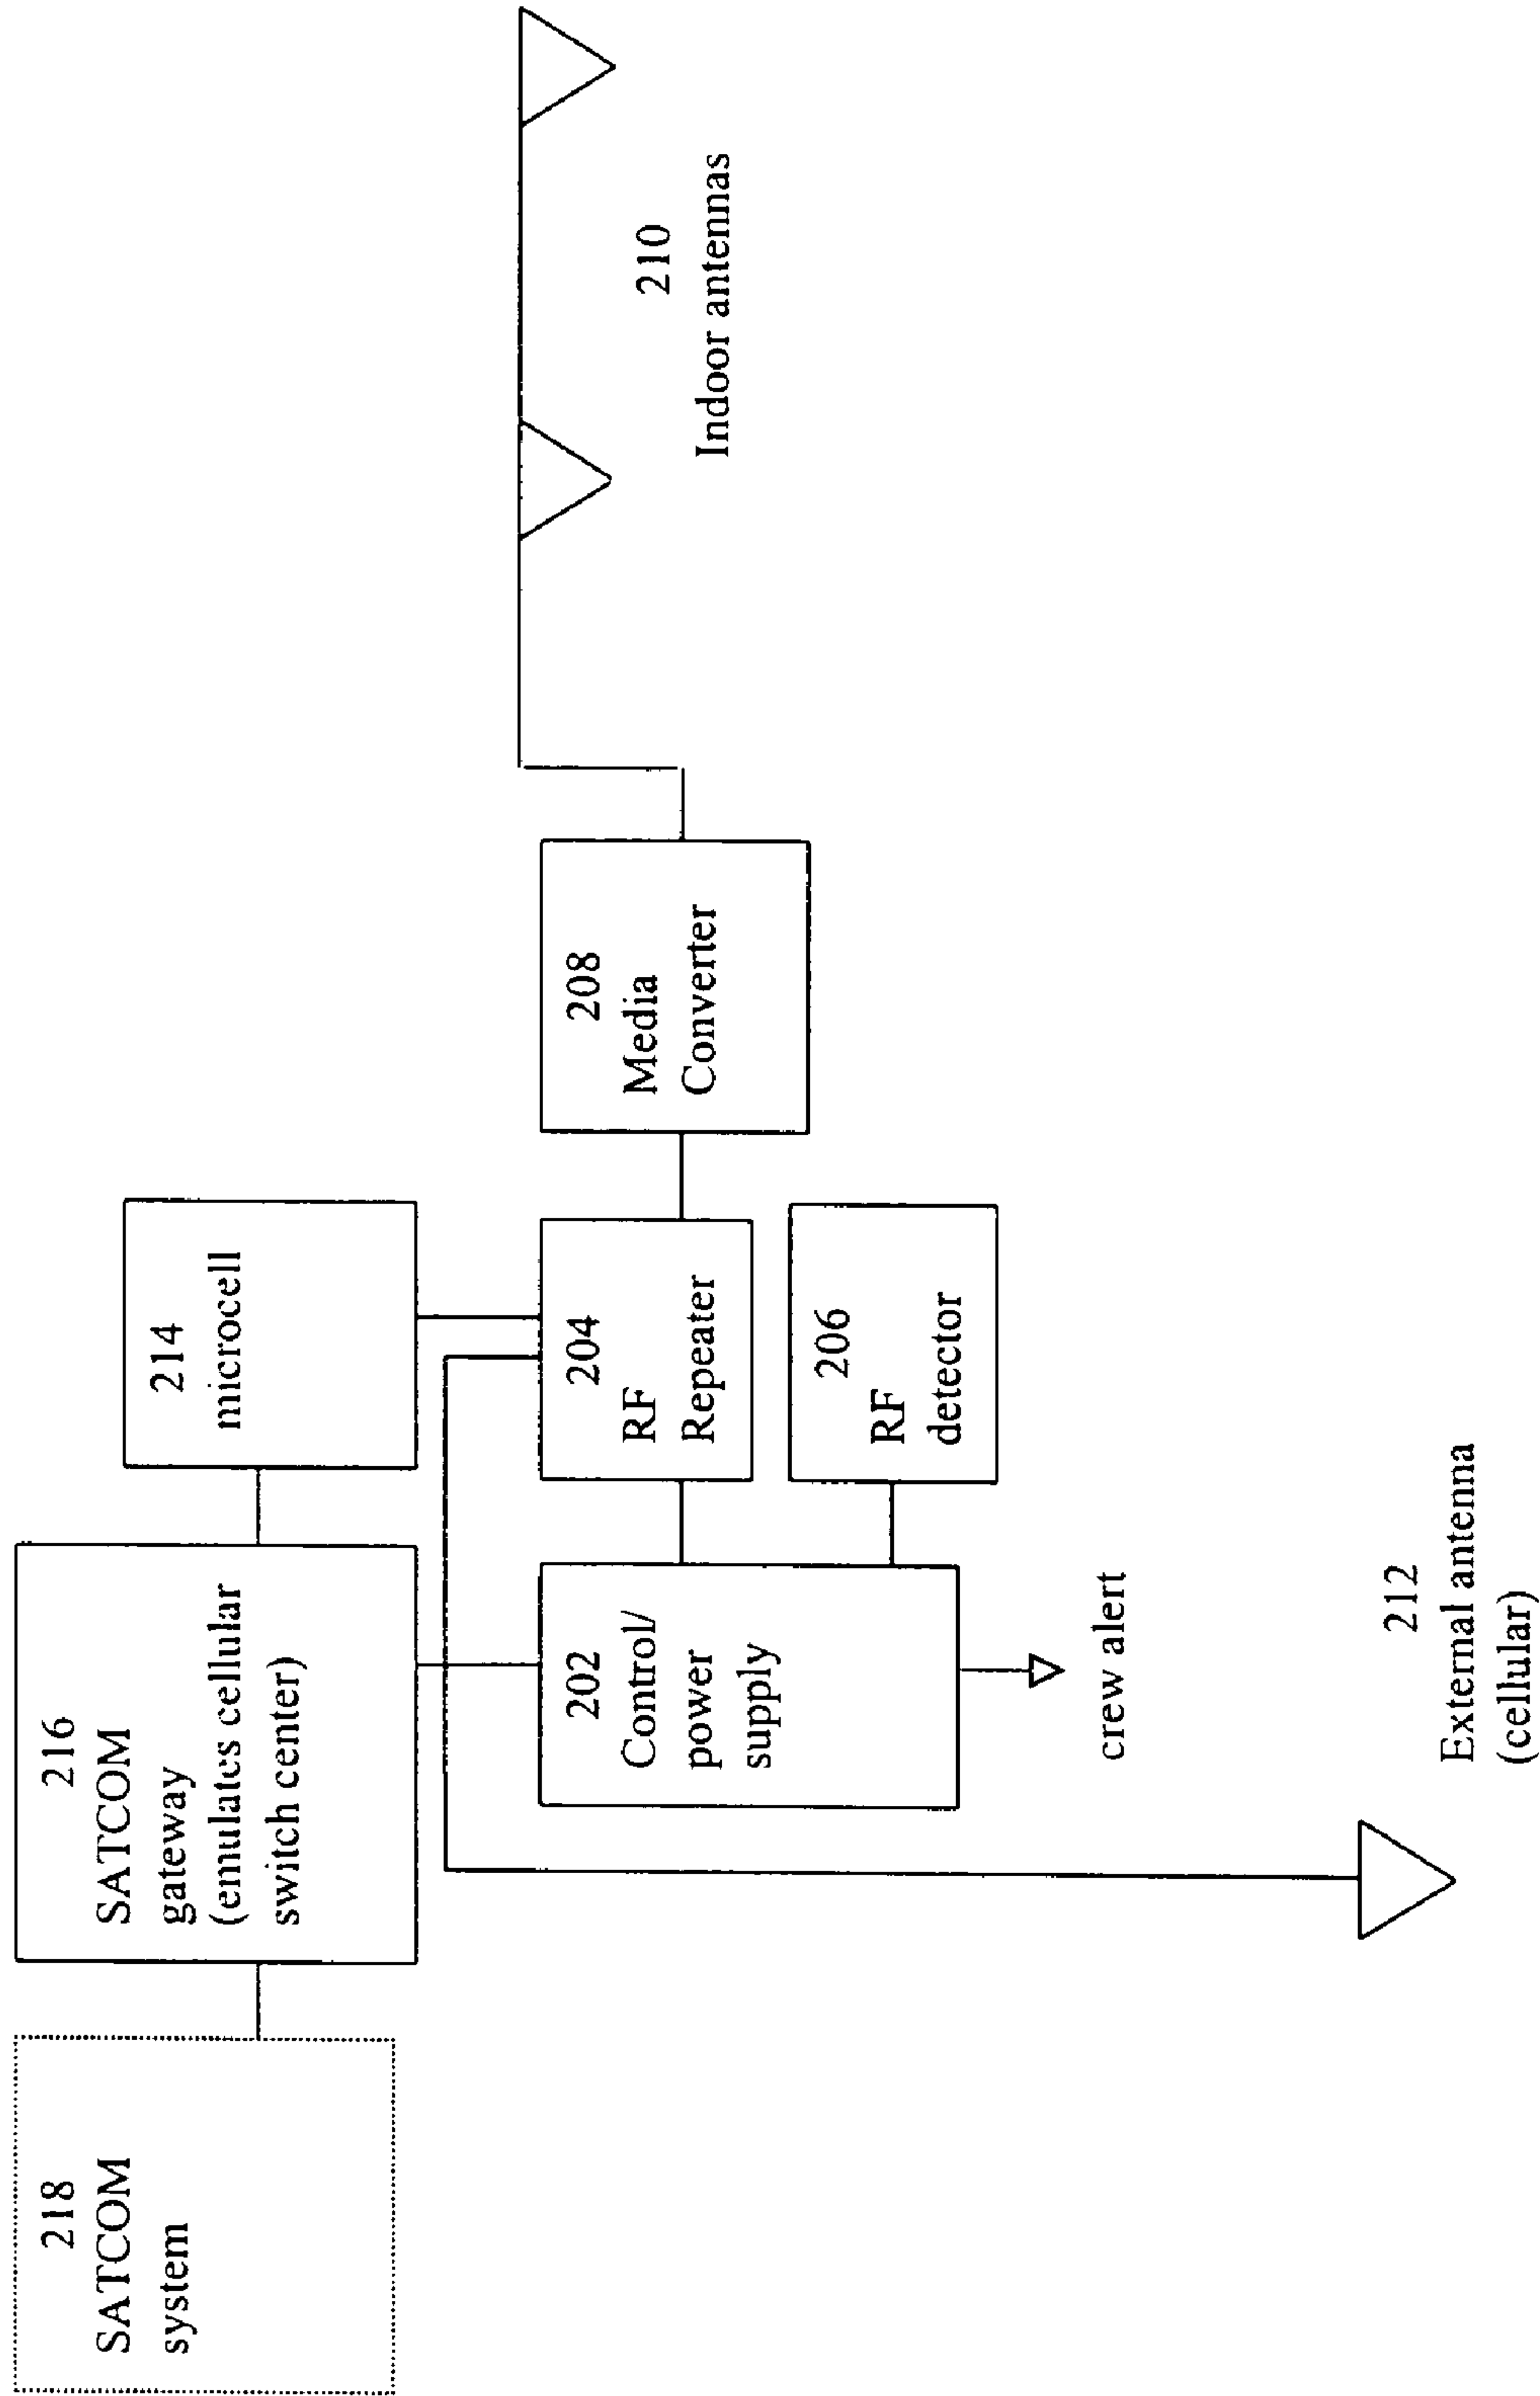 218
SATCOM
system
216
SATCOM
gateway
(emulates cellular
switch center)
214
microcell
202
Control/
power
supply
204
RF
Repeater
208
Media
Converter
206
RF
detector
210
Indoor antennas
crew alert
212
External antenna
(cellular)